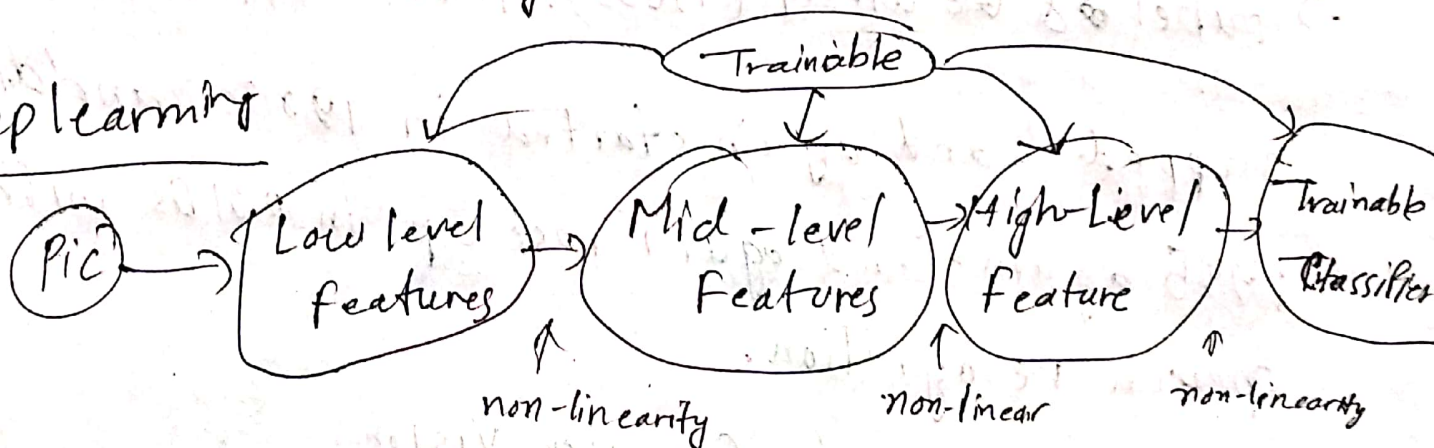 Trainable
plearning
Pic
Low level
features
Mid-level
Features
High-Level
feature
Trainable
Classifier
non-linearity
non-linear
non-linearity